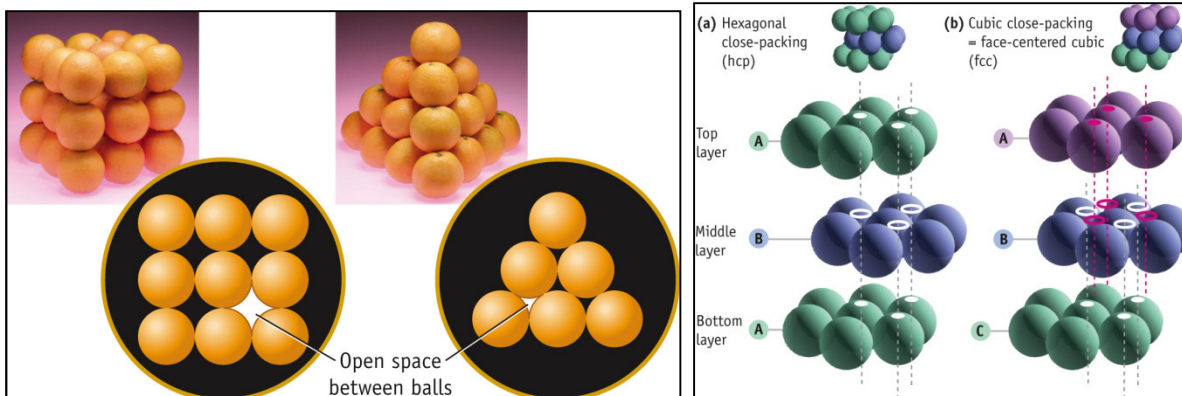 Open space
between balls
(a) Hexagonal
close-packing
(hcp)
(b) Cubic close-packing
= face-centered cubic
(fcc)
Top
layer
A
A
Middle
layer
B
B
Bottom
layer
A
C